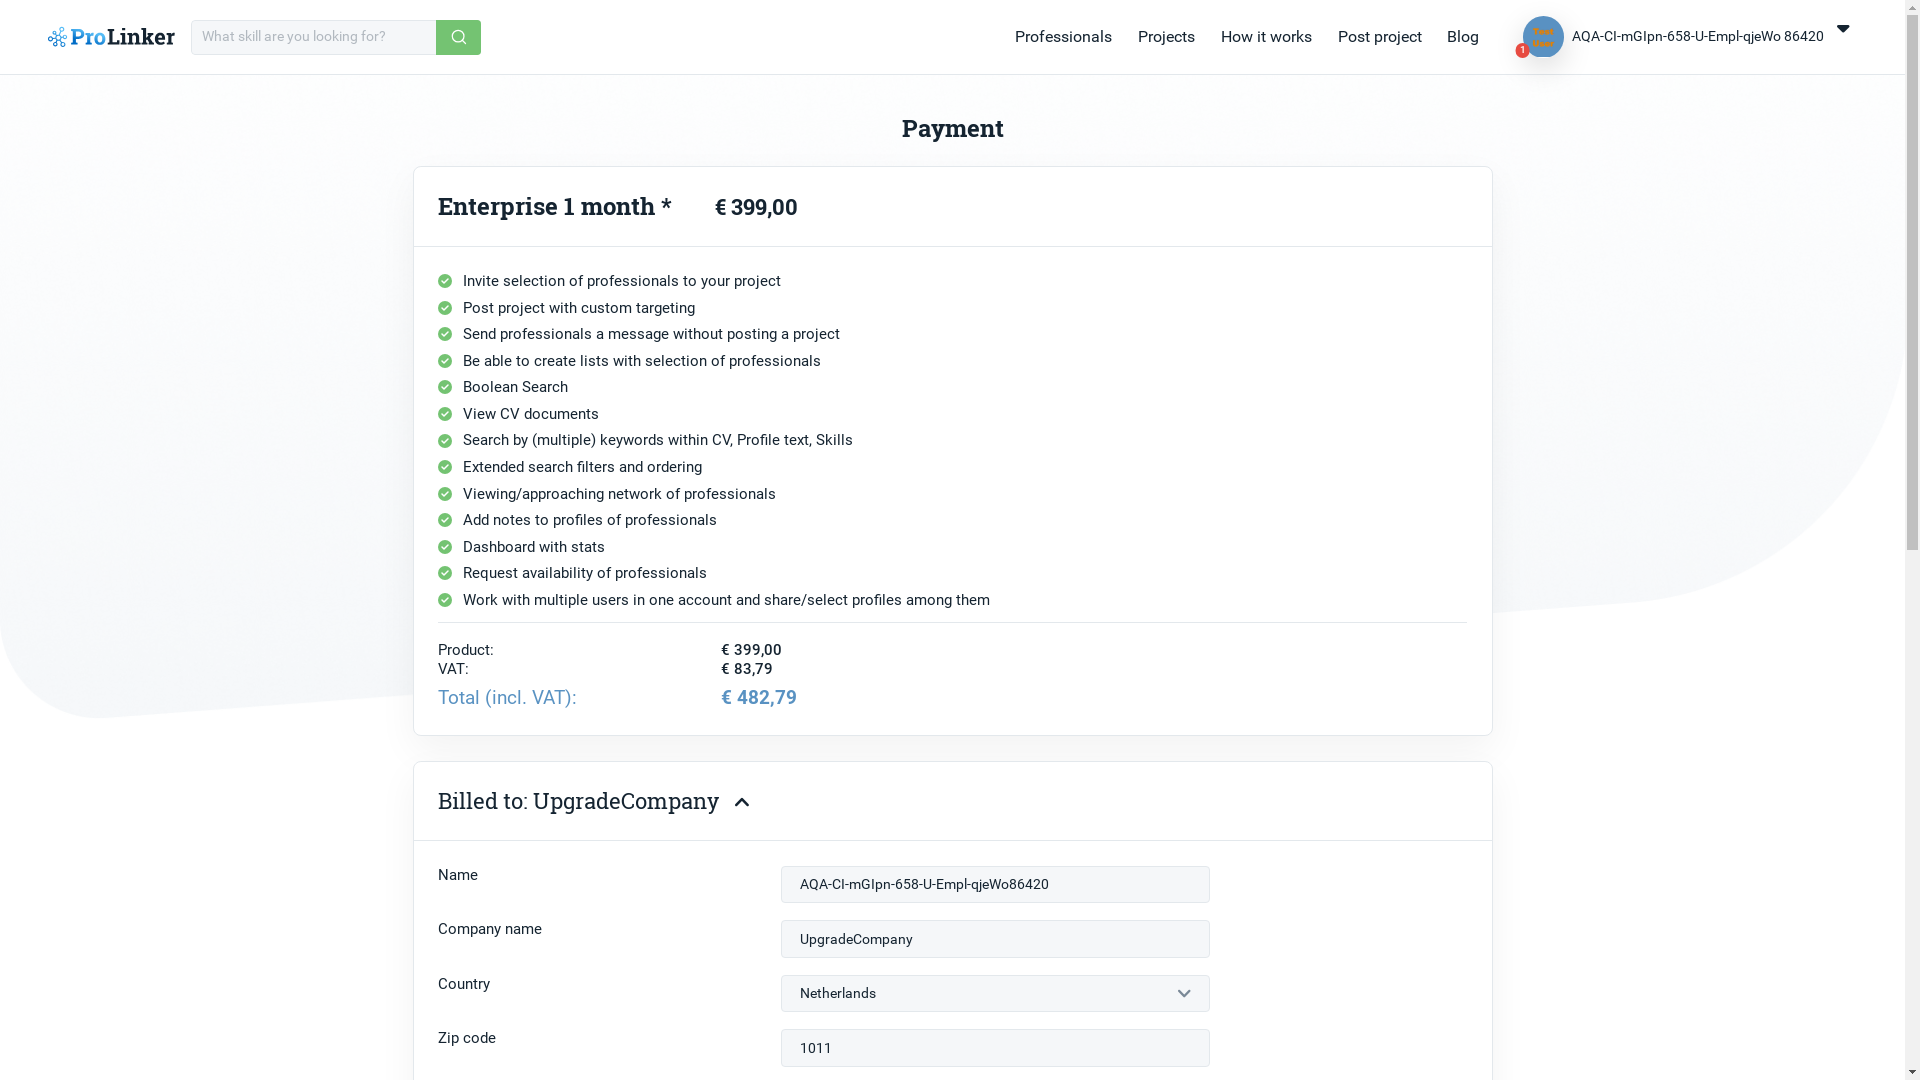 ProLinker What skill are you looking for? Professionals Projects How it works Post project Blog Test User 1 AQA-CI-mGIpn-658-U-Empl-qjeWo 86420
Payment
Enterprise 1 month * € 399,00
Invite selection of professionals to your project
Post project with custom targeting
Send professionals a message without posting a project
Be able to create lists with selection of professionals
Boolean Search
View CV documents
Search by (multiple) keywords within CV, Profile text, Skills
Extended search filters and ordering
Viewing/approaching network of professionals
Add notes to profiles of professionals
Dashboard with stats
Request availability of professionals
Work with multiple users in one account and share/select profiles among them
Product: € 399,00
VAT: € 83,79
Total (incl. VAT): € 482,79
Billed to: UpgradeCompany
Name AQA-CI-mGIpn-658-U-Empl-qjeWo86420
Company name UpgradeCompany
Country Netherlands
Zip code 1011